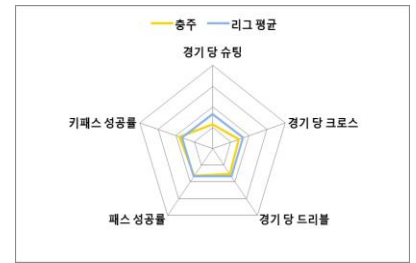 충주 리그 평균
경기 당 슈팅
키패스 성공률 경기 당 크로스
패스 성공률 경기 당 드리블